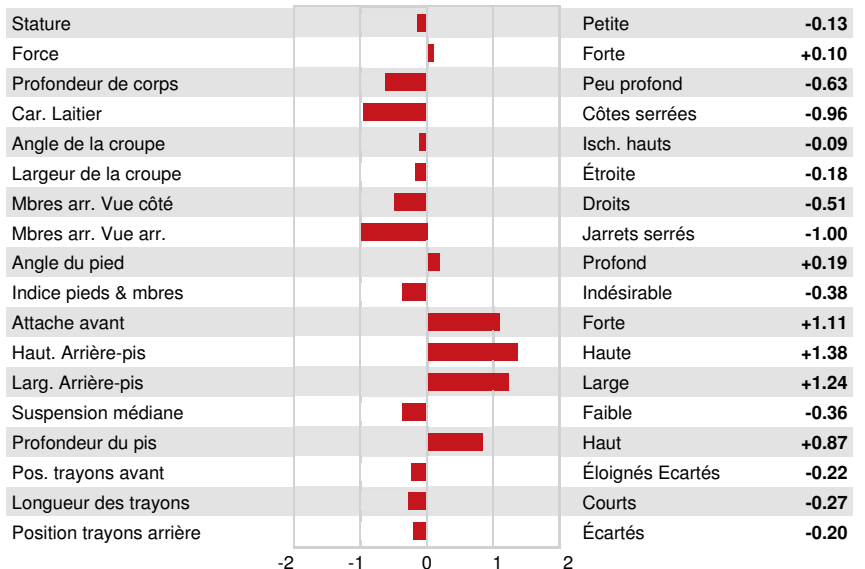 Stature Petite -0.13
Force Forte +0.10
Profondeur de corps Peu profond -0.63
Car. Laitier Côtes serrées -0.96
Angle de la croupe Isch. hauts -0.09
Largeur de la croupe Étroite -0.18
Mbres arr. Vue côté Droits -0.51
Mbres arr. Vue arr. Jarrets serrés -1.00
Angle du pied Profond +0.19
Indice pieds & mbres Indésirable -0.38
Attache avant Forte +1.11
Haut. Arrière-pis Haute +1.38
Larg. Arrière-pis Large +1.24
Suspension médiane Faible -0.36
Profondeur du pis Haut +0.87
Pos. trayons avant Éloignés Ecartés -0.22
Longueur des trayons Courts -0.27
Position trayons arrière Écartés -0.20
-2 -1 0 1 2